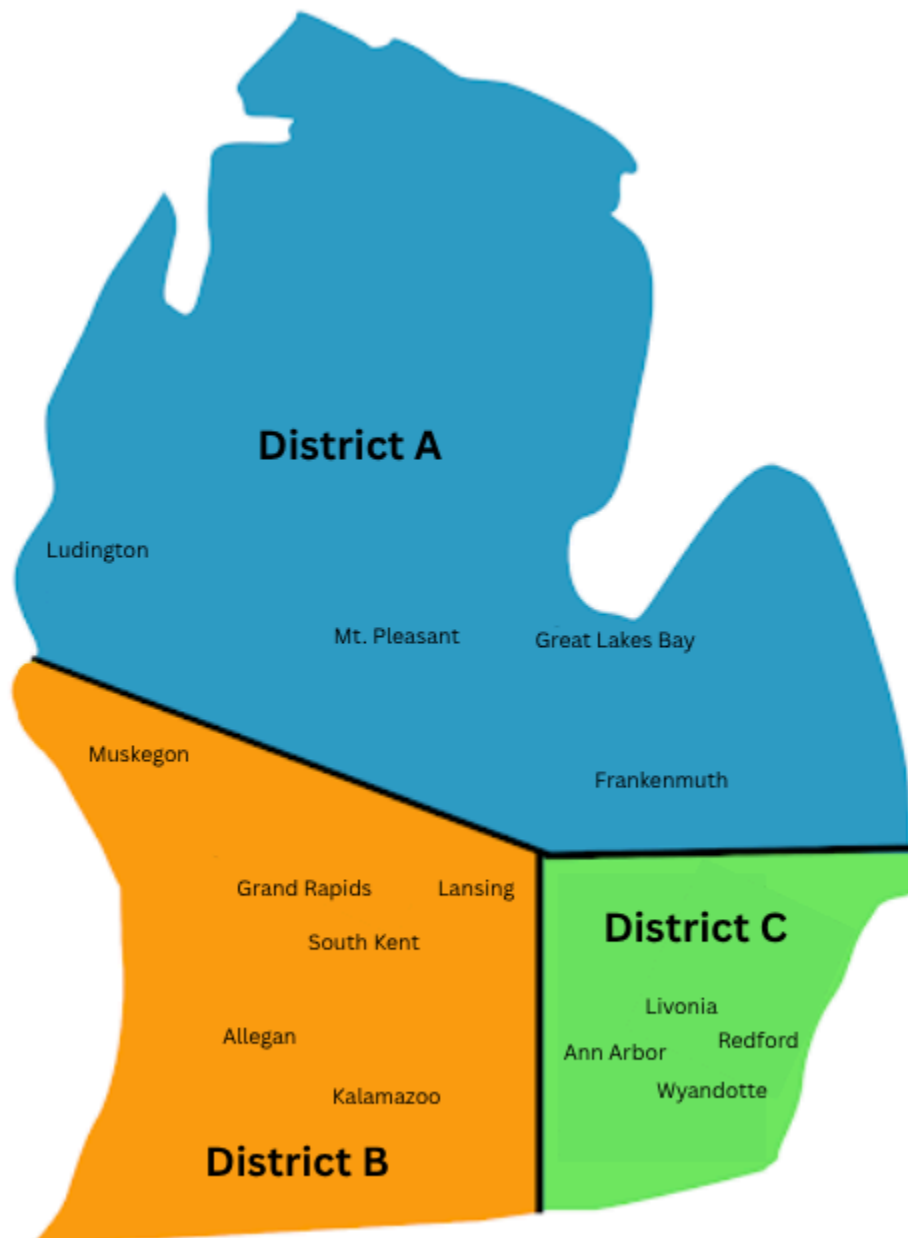 District A
Ludington
Mt. Pleasant
Great Lakes Bay
Muskegon
Frankenmuth
Grand Rapids
Lansing
South Kent
Allegan
Kalamazoo
District B
District C
Livonia
Redford
Ann Arbor
Wyandotte